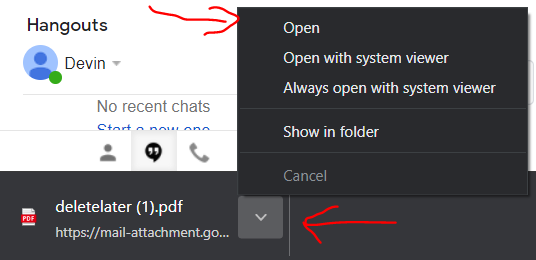 Hangouts
Devin
No recent chats
Start a new one
Open
Open with system viewer
Always open with system viewer
Show in folder
Cancel
PDF
deletelater (1).pdf
https://mail-attachment.go...